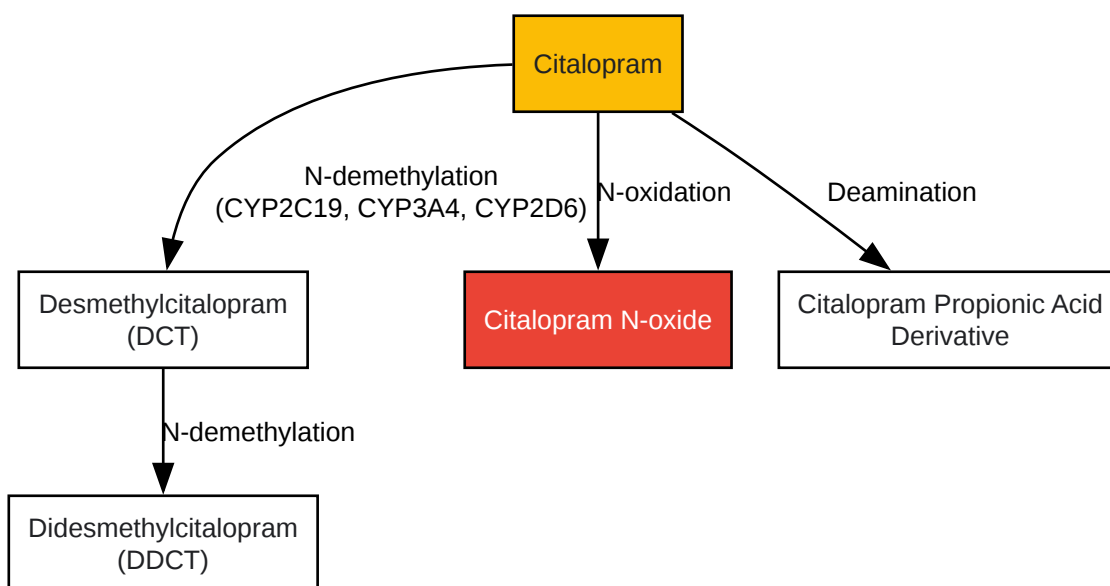 Citalopram
N-demethylation
(CYP2C19, CYP3A4, CYP2D6)
N-oxidation
Deamination
Desmethylcitalopram
(DCT)
Citalopram N-oxide
Citalopram Propionic Acid
Derivative
N-demethylation
Didesmethylcitalopram
(DDCT)